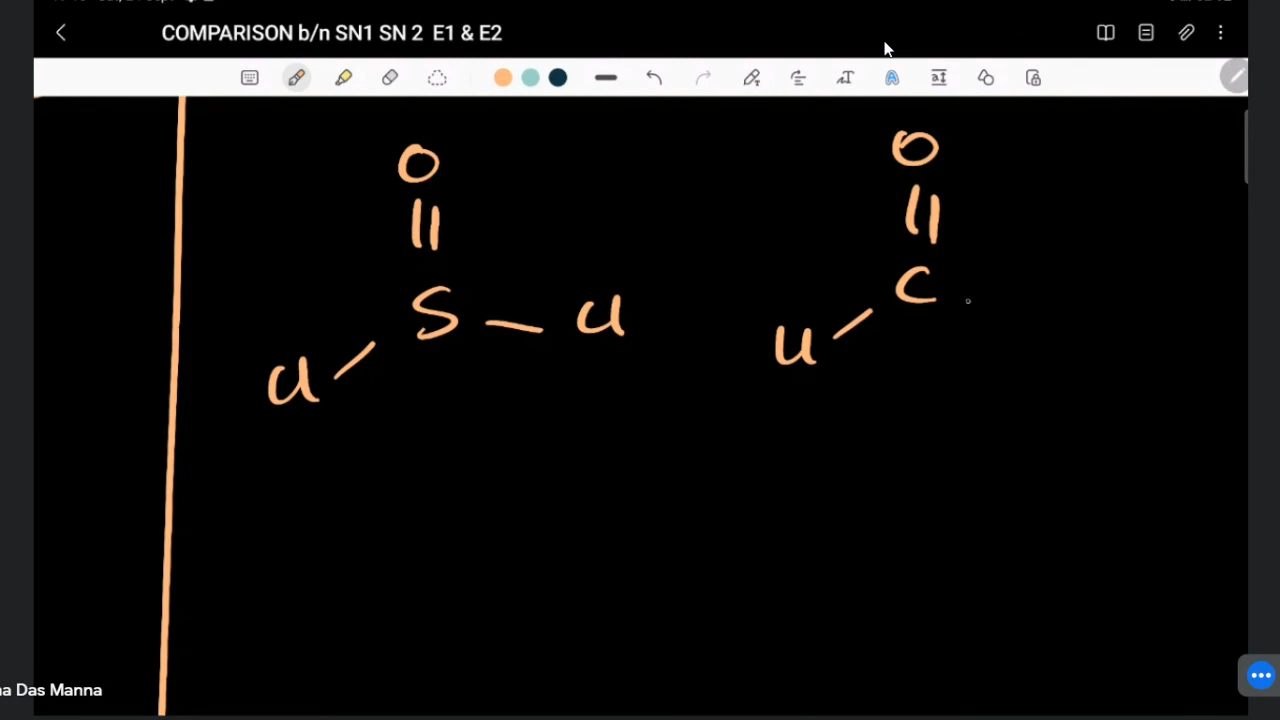 COMPARISON b/n SN1 SN 2 E1 & E2
O O
|| ||
S C
Cl Cl Cl
a Das Manna